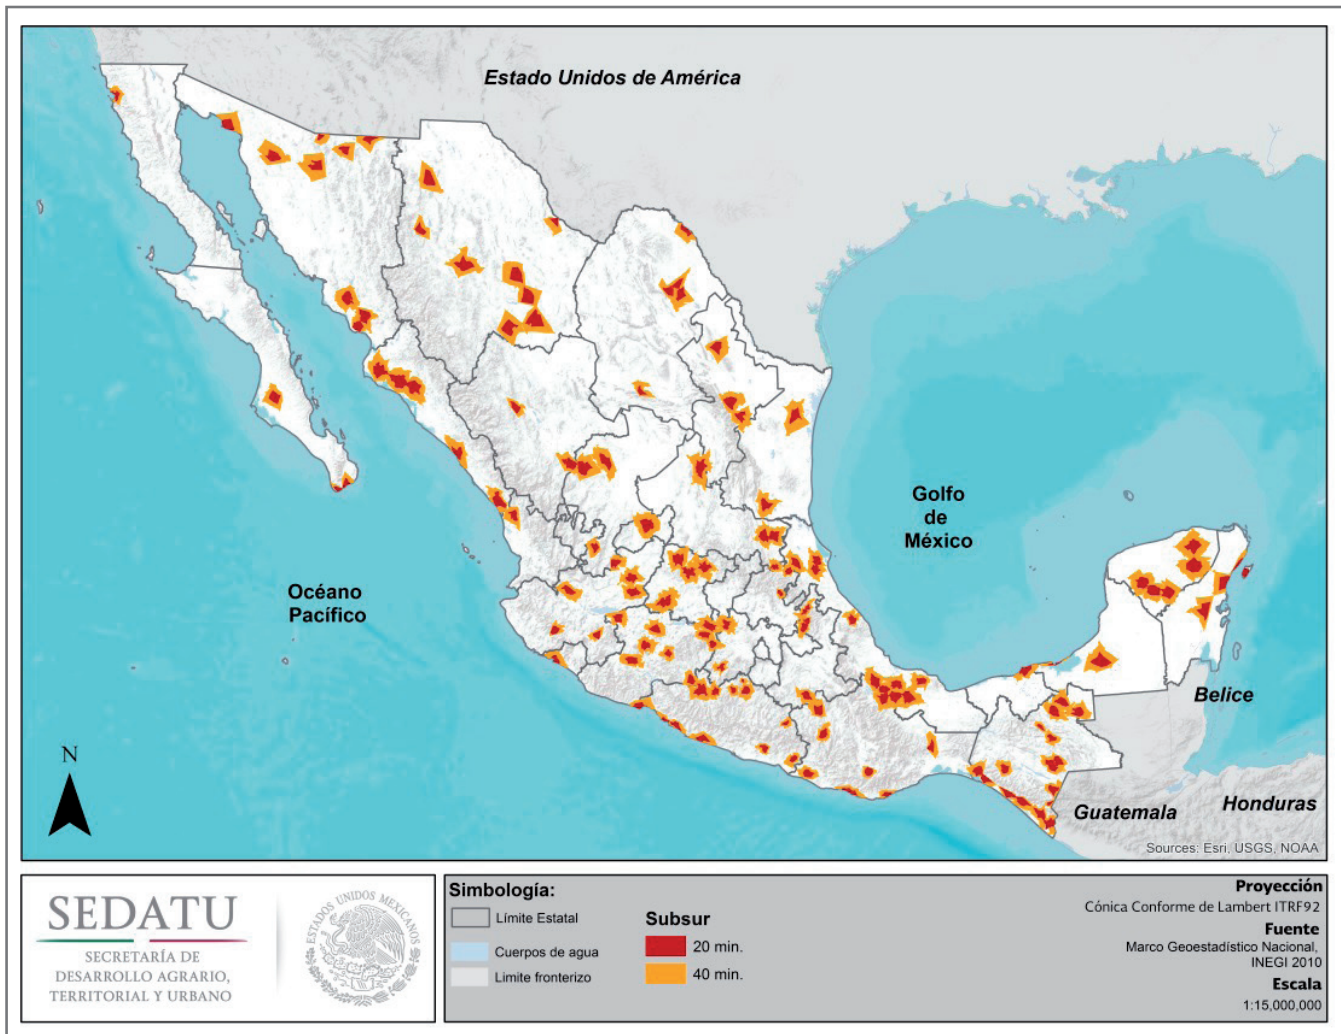 Estado Unidos de América
Golfo
de
México
Océano
Pacífico
Belice
N
Guatemala
Honduras
Sources: Esri, USGS, NOAA
SEDATU
SECRETARÍA DE
DESARROLLO AGRARIO,
TERRITORIAL Y URBANO
ESTADOS UNIDOS MEXICANOS
Simbología:
Límite Estatal
Cuerpos de agua
Limite fronterizo
Subsur
20 min.
40 min.
Proyección
Cónica Conforme de Lambert ITRF92
Fuente
Marco Geoestadístico Nacional,
INEGI 2010
Escala
1:15,000,000